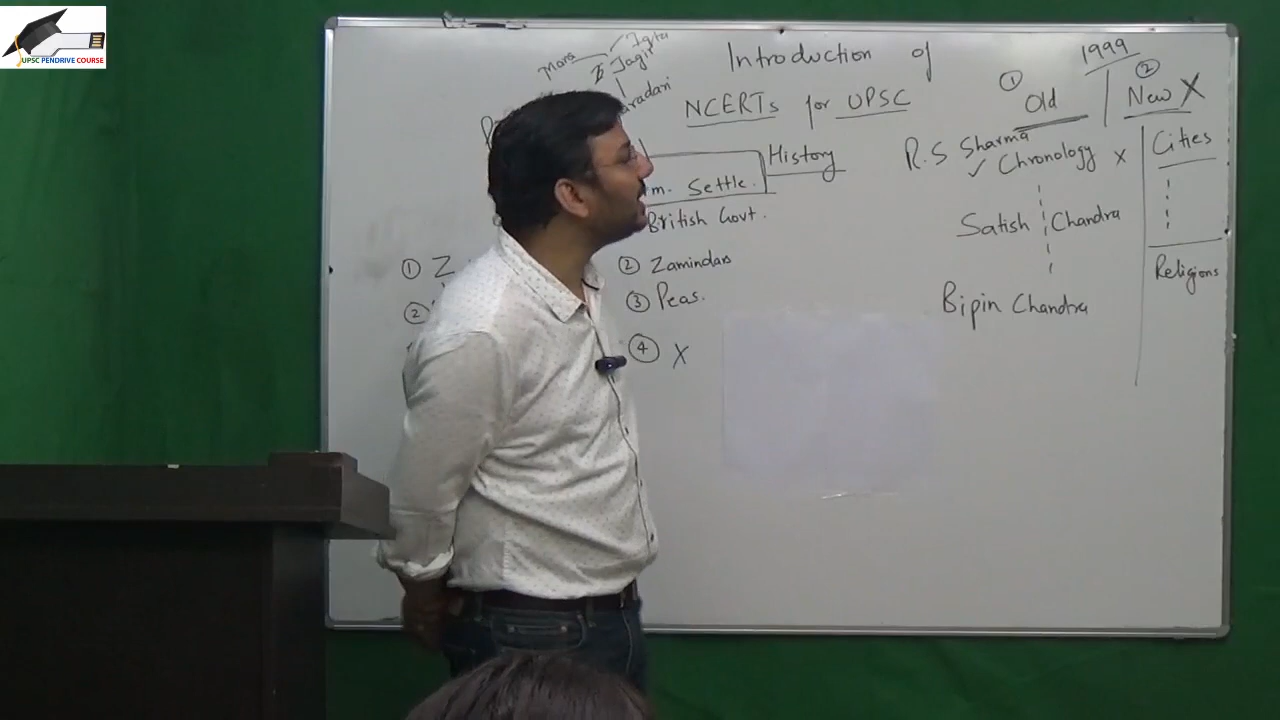 UPSC PENDRIVE COURSE
Iqta
Jagir
Introduction of
NCERTs for UPSC
History
m. Settle.
British Govt.
① Z
② Zamindars
②
③ Peas.
④ X
1999
① Old
② New X
R.S Sharma
✓ Chronology X
Satish Chandra
Bipin Chandra
Cities
Religions